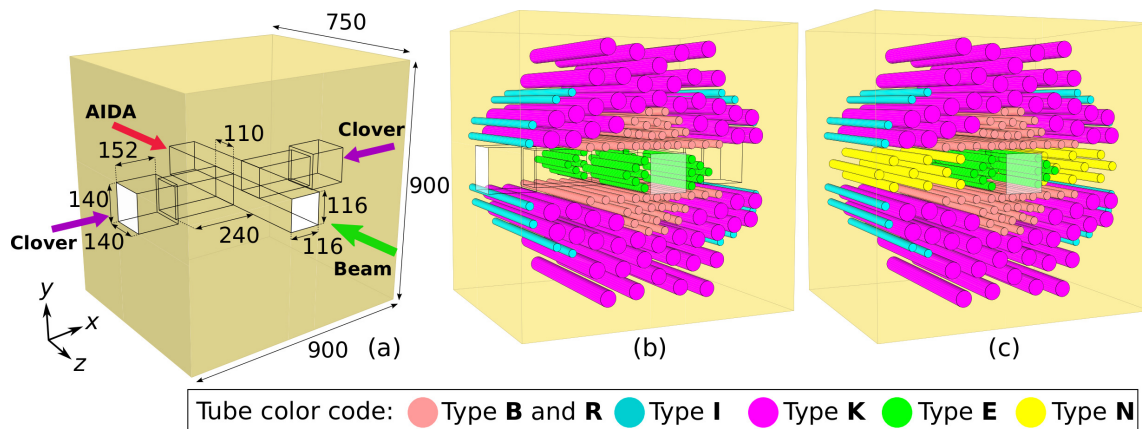 750
AIDA
110
Clover
152
900
140
116
140
240
116
Clover
Beam
y
x
z
900
(a)
(b)
(c)
Tube color code: Type B and R Type I Type K Type E Type N